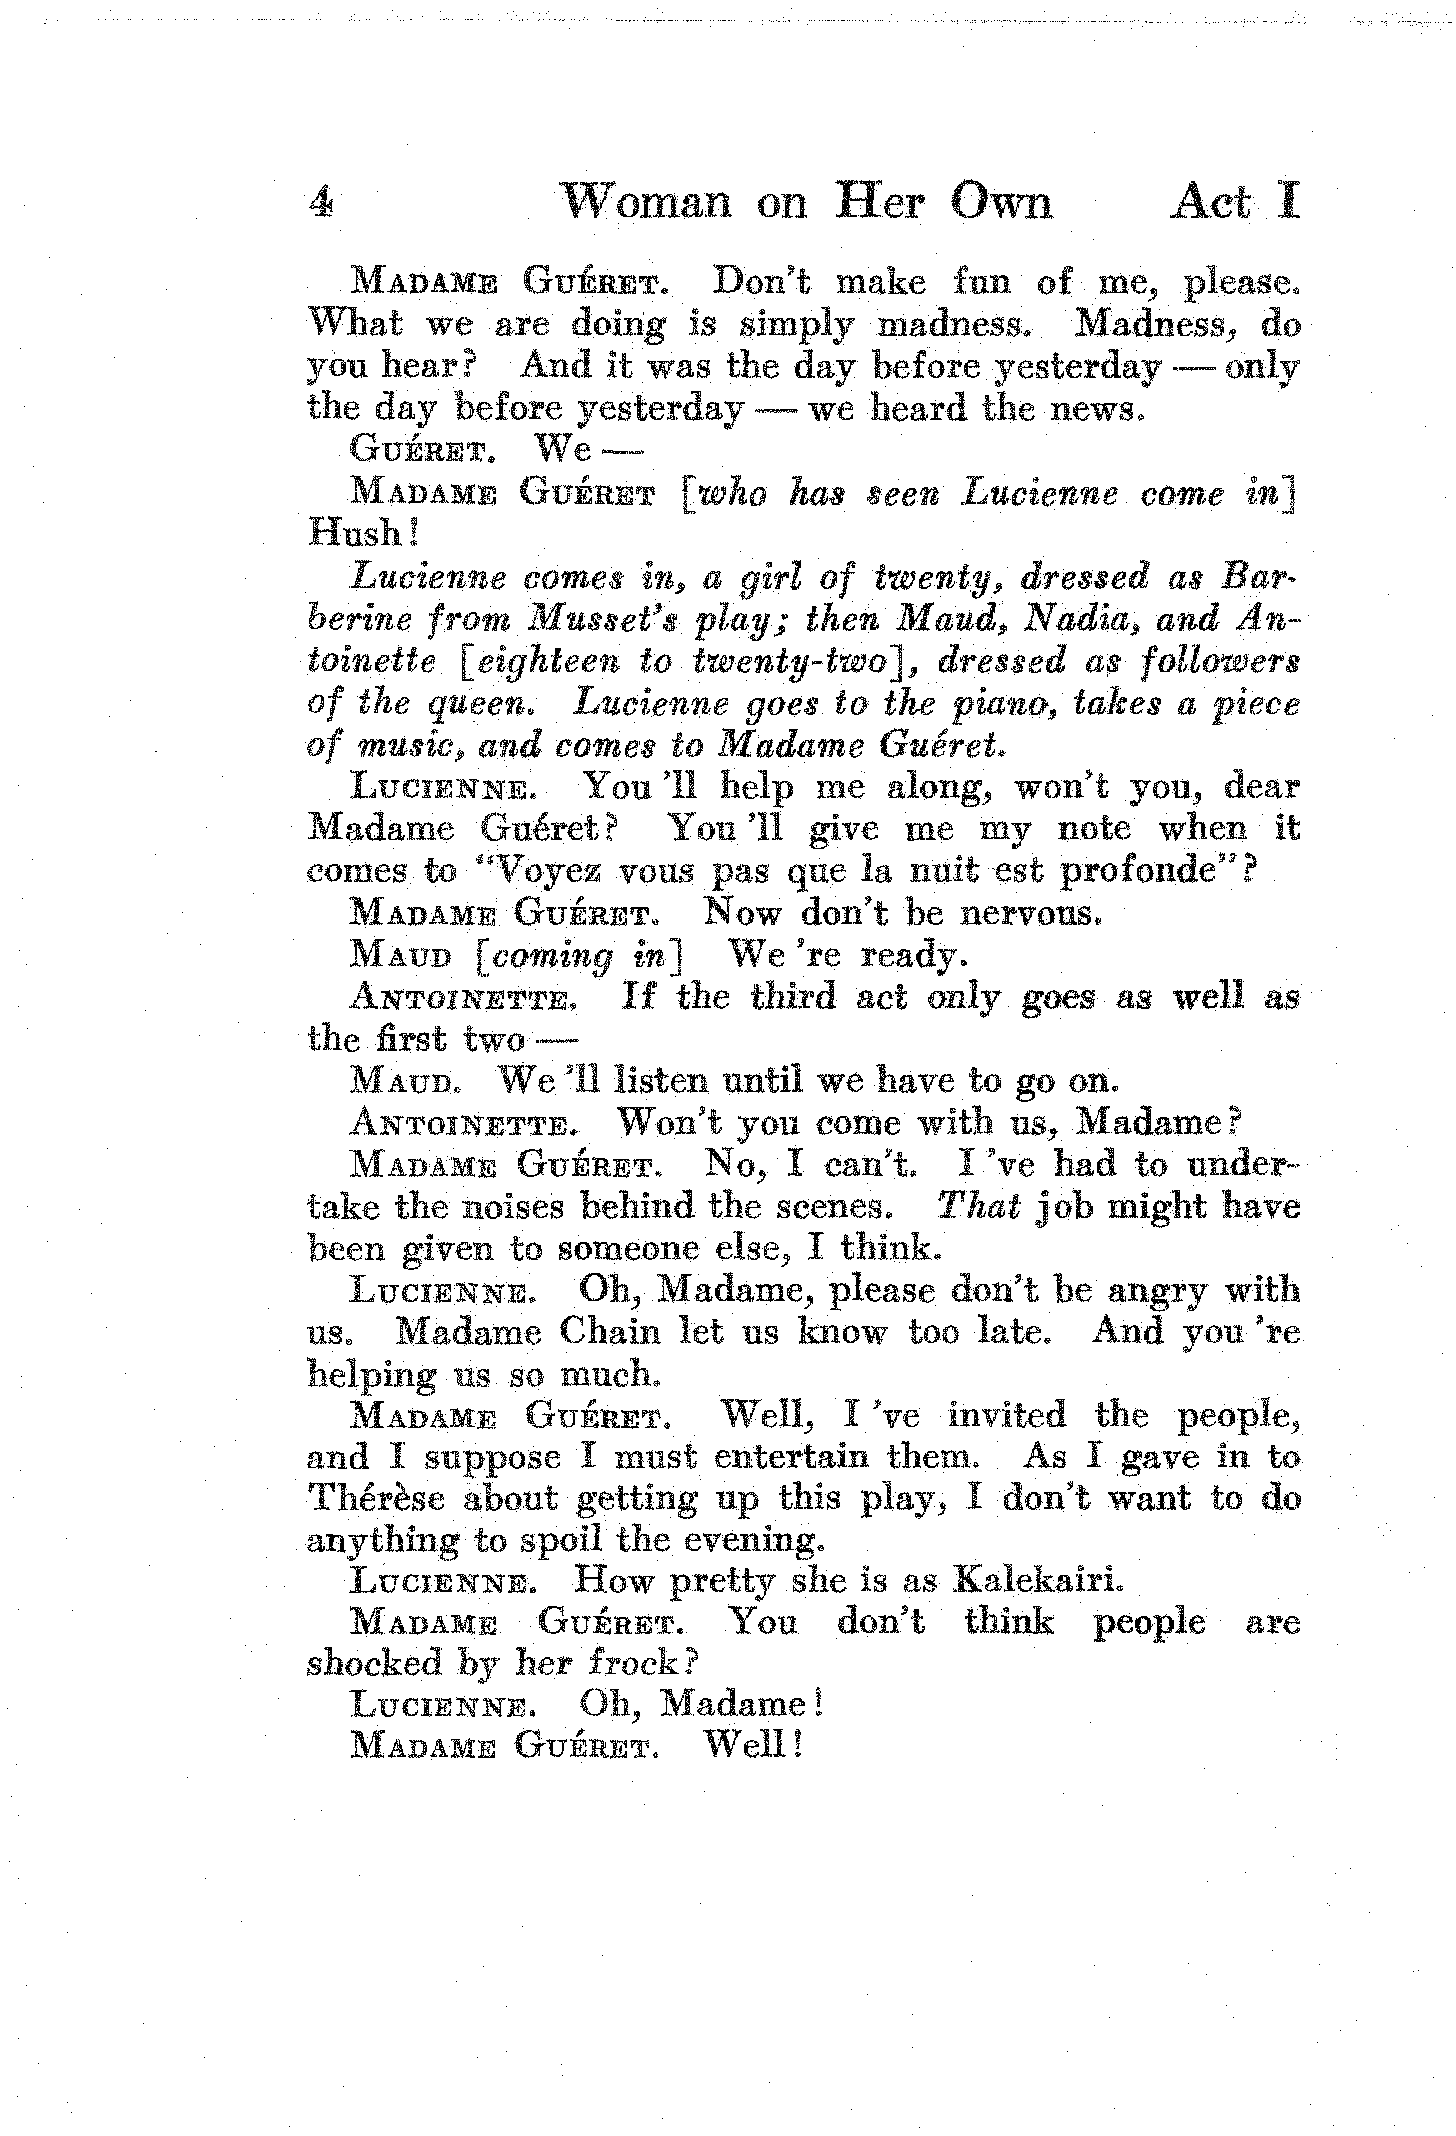 4 Woman on Her Own Act I
MADAME GUÉRET. Don't make fun of me, please.
What we are doing is simply madness. Madness, do
you hear? And it was the day before yesterday — only
the day before yesterday — we heard the news.
GUÉRET. We —
MADAME GUÉRET [who has seen Lucienne come in]
Hush!
Lucienne comes in, a girl of twenty, dressed as Bar-
berine from Musset's play; then Maud, Nadia, and An-
toinette [eighteen to twenty-two], dressed as followers
of the queen. Lucienne goes to the piano, takes a piece
of music, and comes to Madame Guéret.
LUCIENNE. You 'll help me along, won't you, dear
Madame Guéret? You 'll give me my note when it
comes to "Voyez vous pas que la nuit est profonde"?
MADAME GUÉRET. Now don't be nervous.
MAUD [coming in] We 're ready.
ANTOINETTE. If the third act only goes as well as
the first two —
MAUD. We 'll listen until we have to go on.
ANTOINETTE. Won't you come with us, Madame?
MADAME GUÉRET. No, I can't. I 've had to under-
take the noises behind the scenes. That job might have
been given to someone else, I think.
LUCIENNE. Oh, Madame, please don't be angry with
us. Madame Chain let us know too late. And you 're
helping us so much.
MADAME GUÉRET. Well, I 've invited the people,
and I suppose I must entertain them. As I gave in to
Thérèse about getting up this play, I don't want to do
anything to spoil the evening.
LUCIENNE. How pretty she is as Kalekairi.
MADAME GUÉRET. You don't think people are
shocked by her frock?
LUCIENNE. Oh, Madame!
MADAME GUÉRET. Well!